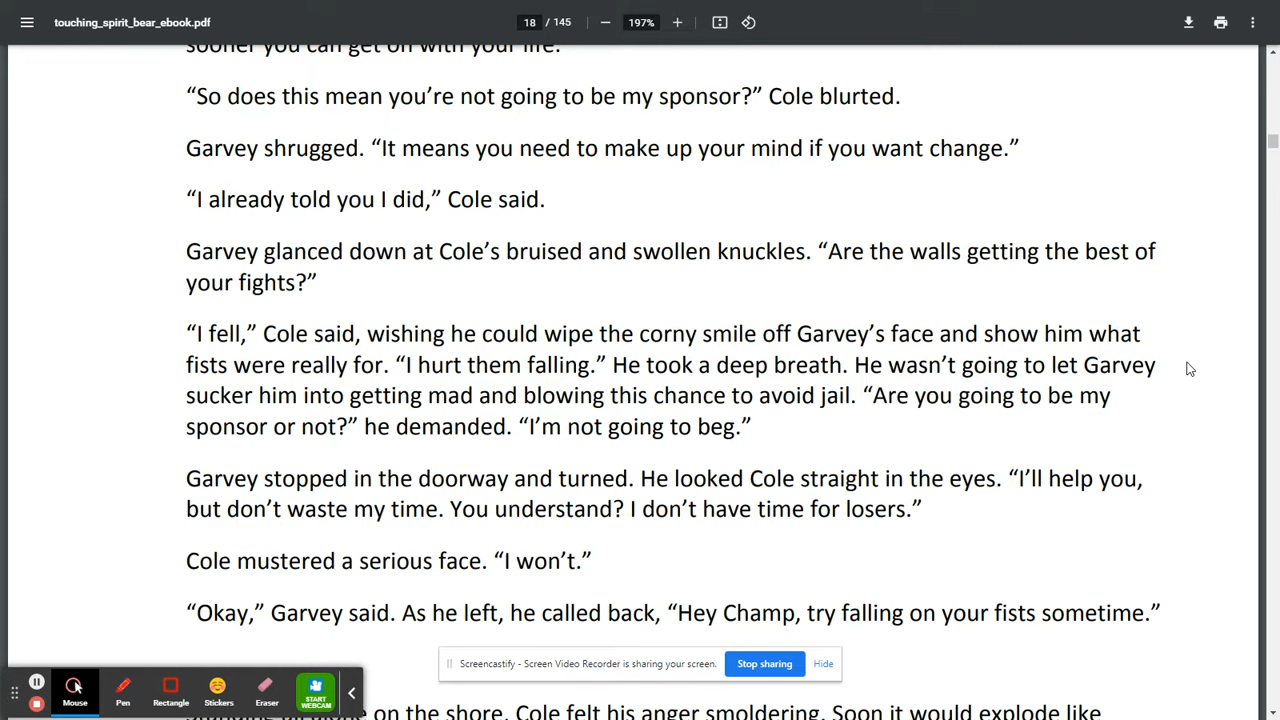 touching_spirit_bear_ebook.pdf
18 / 145
197%
sooner you can get on with your life.
“So does this mean you’re not going to be my sponsor?” Cole blurted.
Garvey shrugged. “It means you need to make up your mind if you want change.”
“I already told you I did,” Cole said.
Garvey glanced down at Cole’s bruised and swollen knuckles. “Are the walls getting the best of
your fights?”
“I fell,” Cole said, wishing he could wipe the corny smile off Garvey’s face and show him what
fists were really for. “I hurt them falling.” He took a deep breath. He wasn’t going to let Garvey
sucker him into getting mad and blowing this chance to avoid jail. “Are you going to be my
sponsor or not?” he demanded. “I’m not going to beg.”
Garvey stopped in the doorway and turned. He looked Cole straight in the eyes. “I’ll help you,
but don’t waste my time. You understand? I don’t have time for losers.”
Cole mustered a serious face. “I won’t.”
“Okay,” Garvey said. As he left, he called back, “Hey Champ, try falling on your fists sometime.”
Screencastify - Screen Video Recorder is sharing your screen.
Stop sharing
Hide
Mouse
Pen
Rectangle
Stickers
Eraser
START
WEBCAM
on the shore. Cole felt his anger smoldering. Soon it would explode like